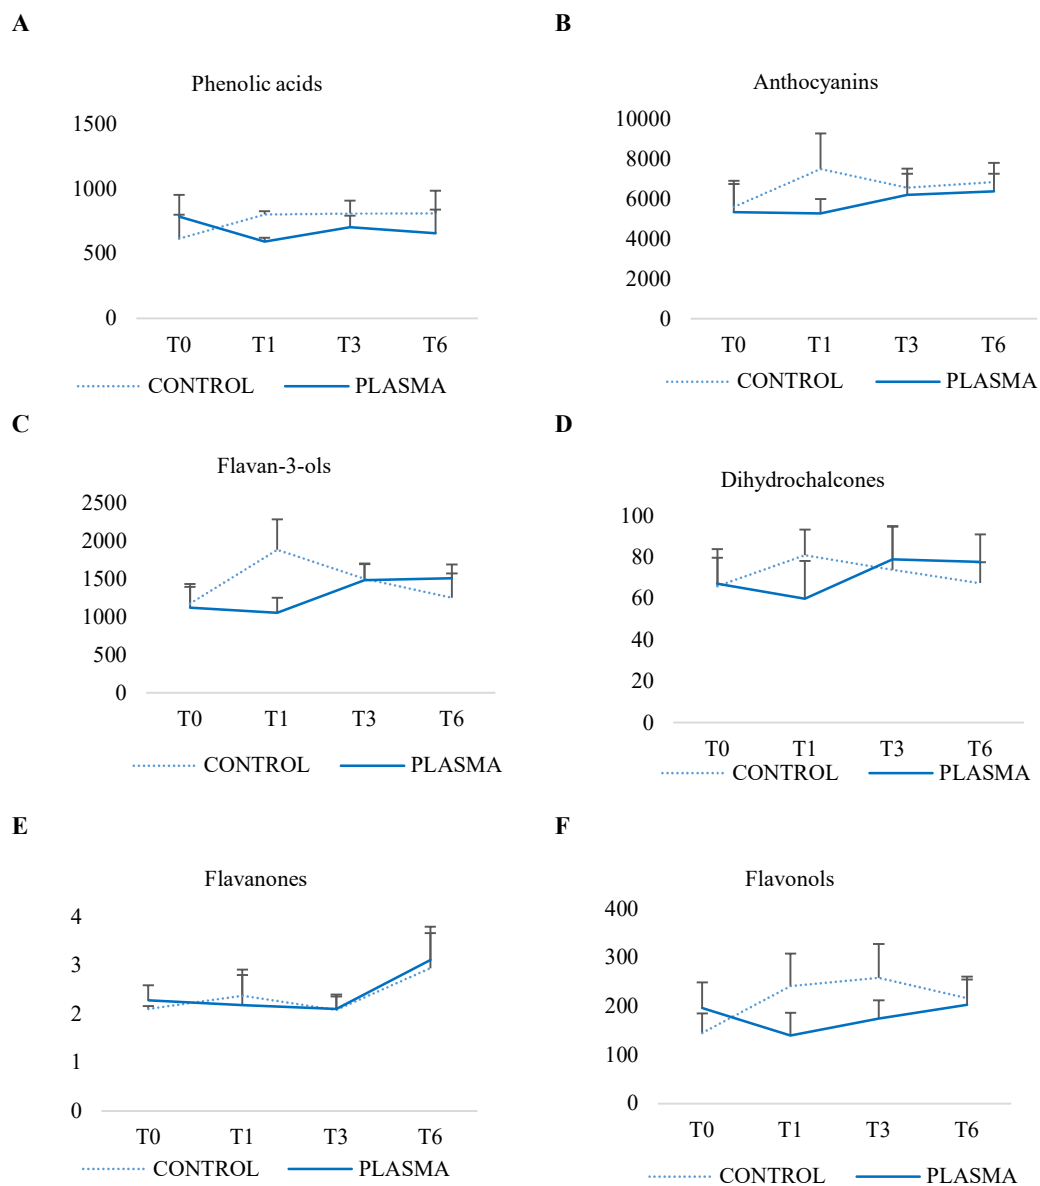 A
Phenolic acids
1500
1000
500
0
T0 T1 T3 T6
CONTROL PLASMA
B
Anthocyanins
10000
8000
6000
4000
2000
0
T0 T1 T3 T6
CONTROL PLASMA
C
Flavan-3-ols
2500
2000
1500
1000
500
0
T0 T1 T3 T6
CONTROL PLASMA
D
Dihydrochalcones
100
80
60
40
20
0
T0 T1 T3 T6
CONTROL PLASMA
E
Flavanones
4
3
2
1
0
T0 T1 T3 T6
CONTROL PLASMA
F
Flavonols
400
300
200
100
0
T0 T1 T3 T6
CONTROL PLASMA